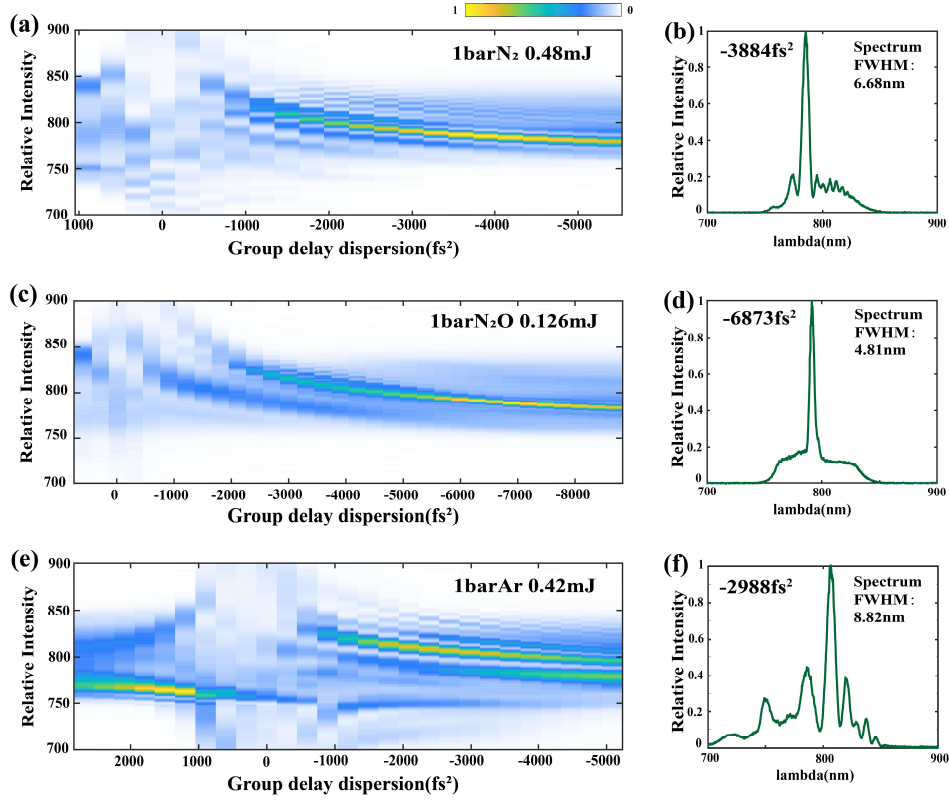 1 0
(a)
Relative Intensity
900
850
800
750
700
1barN₂ 0.48mJ
1000 0 -1000 -2000 -3000 -4000 -5000
Group delay dispersion(fs²)
(b)
Relative Intensity
1
0.8
0.6
0.4
0.2
0
-3884fs²
Spectrum
FWHM:
6.68nm
700 800 900
lambda(nm)
(c)
Relative Intensity
900
850
800
750
700
1barN₂O 0.126mJ
0 -1000 -2000 -3000 -4000 -5000 -6000 -7000 -8000
Group delay dispersion(fs²)
(d)
Relative Intensity
1
0.8
0.6
0.4
0.2
0
-6873fs²
Spectrum
FWHM:
4.81nm
700 800 900
lambda(nm)
(e)
Relative Intensity
900
850
800
750
700
1barAr 0.42mJ
2000 1000 0 -1000 -2000 -3000 -4000 -5000
Group delay dispersion(fs²)
(f)
Relative Intensity
1
0.8
0.6
0.4
0.2
0
-2988fs²
Spectrum
FWHM:
8.82nm
700 800 900
lambda(nm)